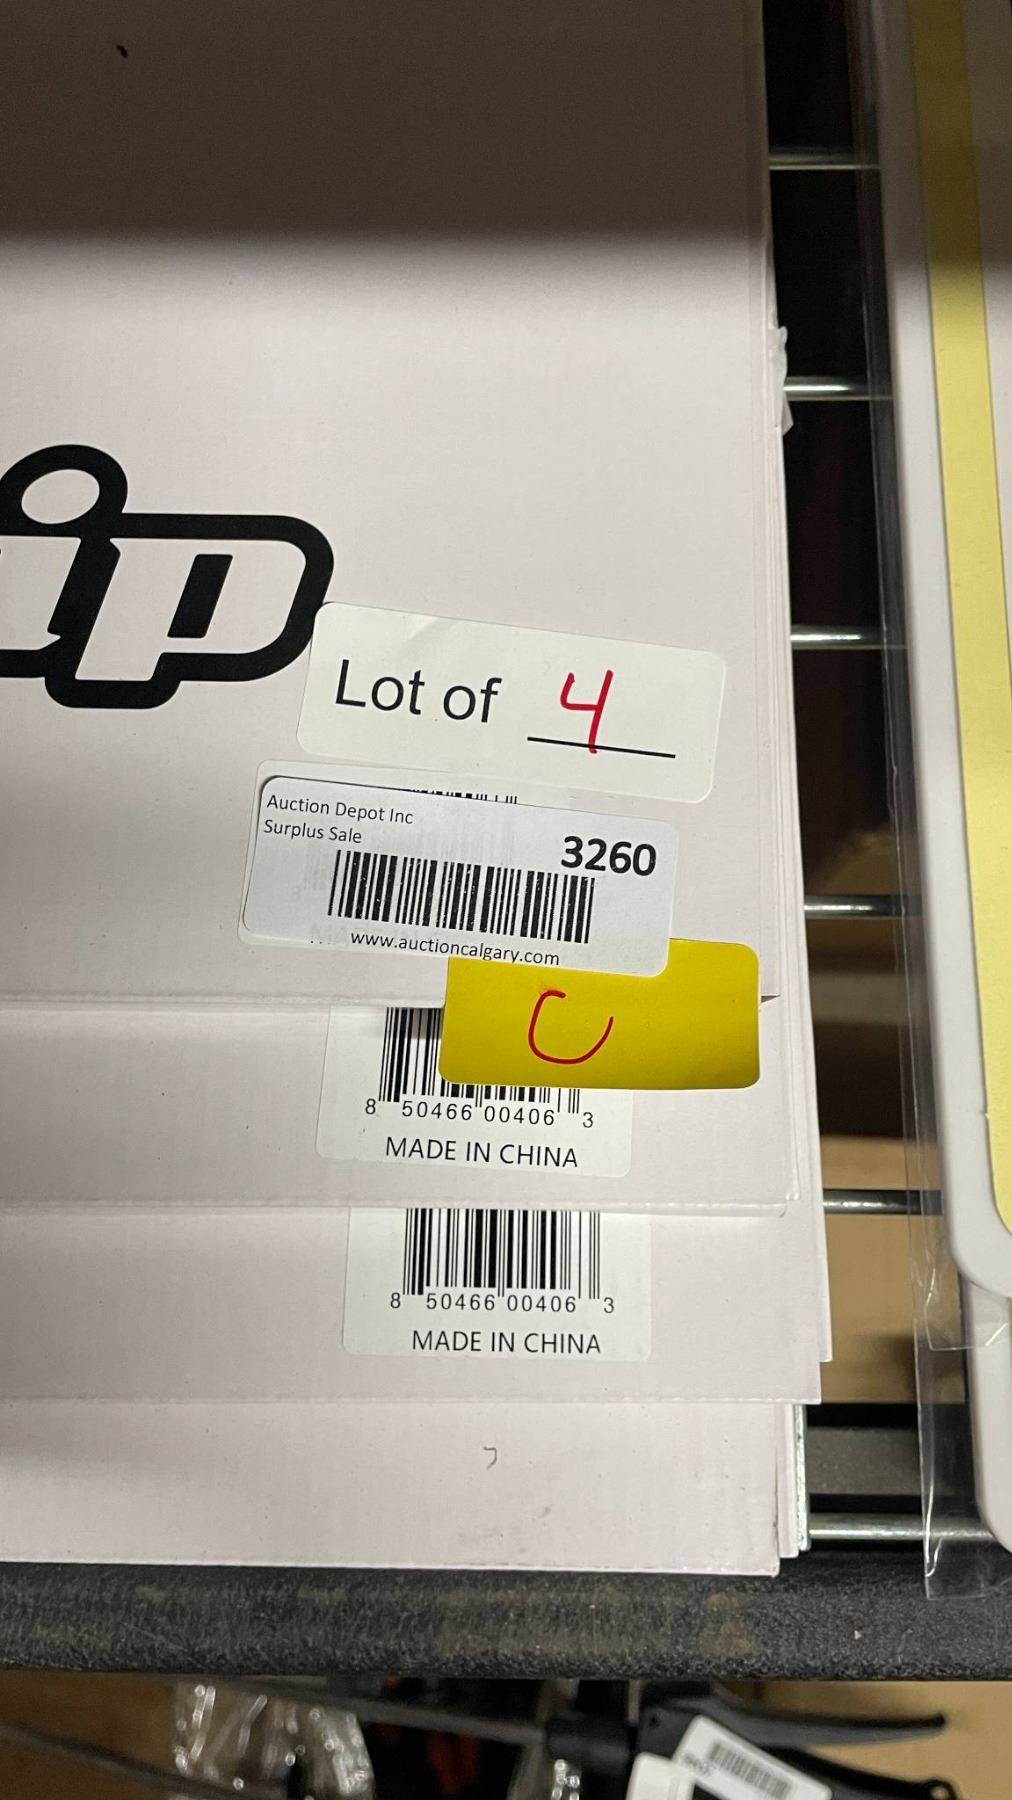 ip
Lot of 4
Auction Depot Inc
Surplus Sale
3260
www.auctioncalgary.com
C
8 50466 00406 3
MADE IN CHINA
8 50466 00406 3
MADE IN CHINA